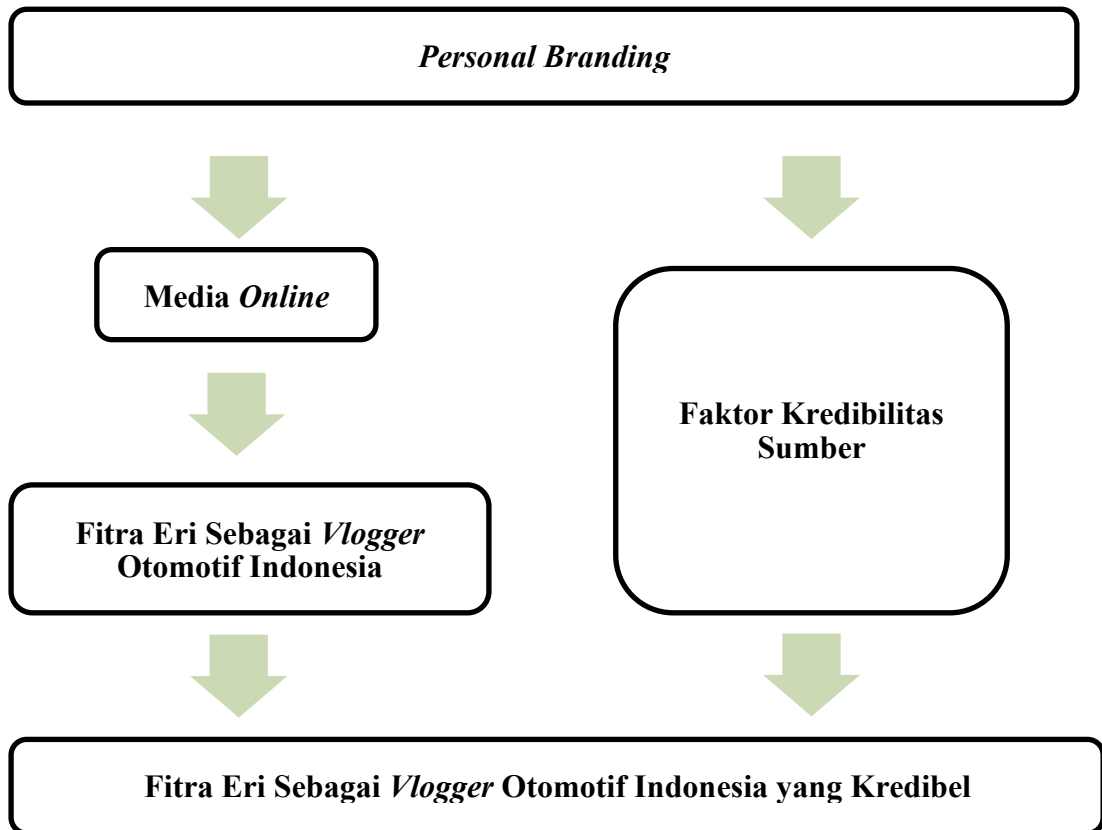 Personal Branding
Media Online
Faktor Kredibilitas
Sumber
Fitra Eri Sebagai Vlogger
Otomotif Indonesia
Fitra Eri Sebagai Vlogger Otomotif Indonesia yang Kredibel